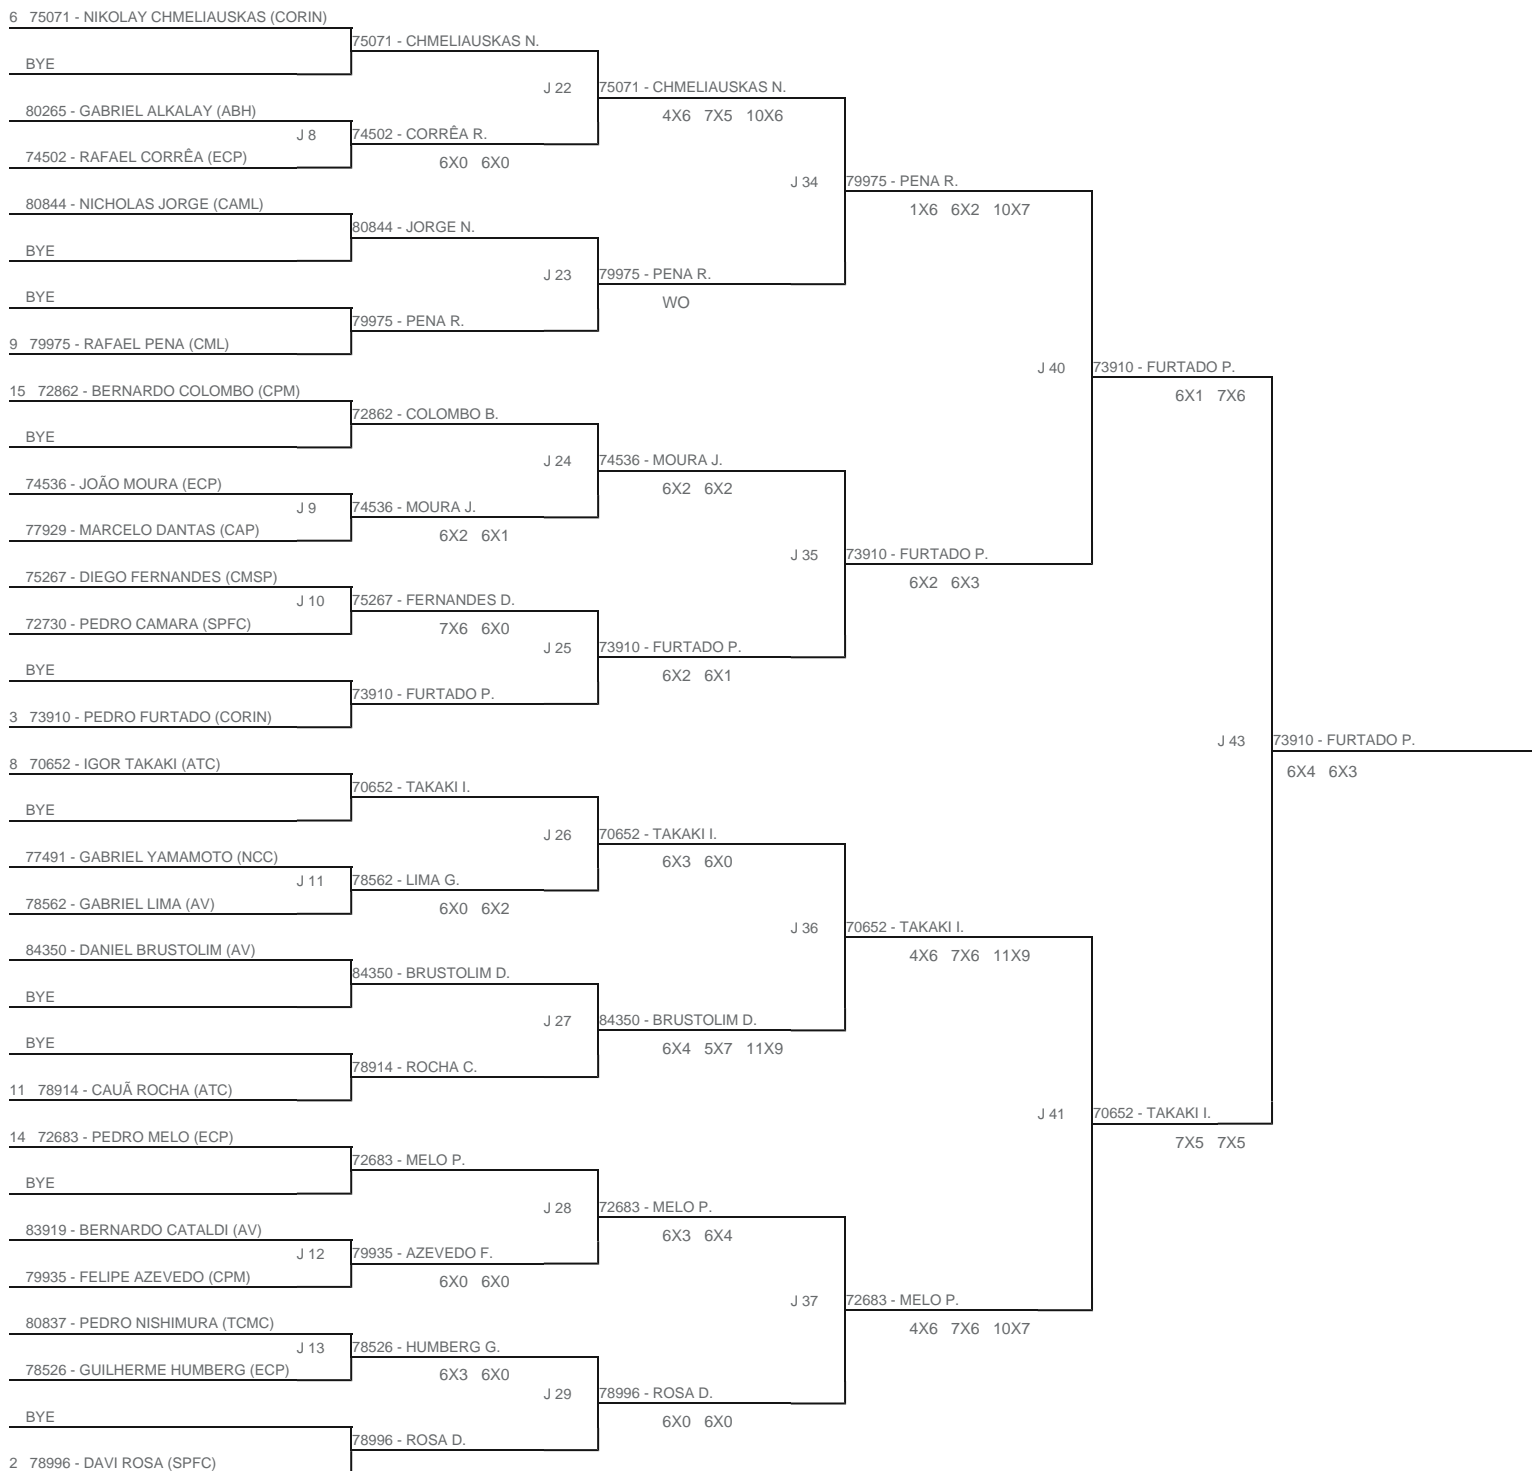 6 75071 - NIKOLAY CHMELIAUSKAS (CORIN)
75071 - CHMELIAUSKAS N.
BYE
J 22
75071 - CHMELIAUSKAS N.
4X6 7X5 10X6
80265 - GABRIEL ALKALAY (ABH)
J 8
74502 - CORRÊA R.
74502 - RAFAEL CORRÊA (ECP)
6X0 6X0
J 34
79975 - PENA R.
1X6 6X2 10X7
80844 - NICHOLAS JORGE (CAML)
80844 - JORGE N.
BYE
J 23
79975 - PENA R.
WO
BYE
79975 - PENA R.
9 79975 - RAFAEL PENA (CML)
J 40
73910 - FURTADO P.
6X1 7X6
15 72862 - BERNARDO COLOMBO (CPM)
72862 - COLOMBO B.
BYE
J 24
74536 - MOURA J.
6X2 6X2
74536 - JOÃO MOURA (ECP)
J 9
74536 - MOURA J.
77929 - MARCELO DANTAS (CAP)
6X2 6X1
J 35
73910 - FURTADO P.
6X2 6X3
75267 - DIEGO FERNANDES (CMSP)
J 10
75267 - FERNANDES D.
72730 - PEDRO CAMARA (SPFC)
7X6 6X0
J 25
73910 - FURTADO P.
6X2 6X1
BYE
73910 - FURTADO P.
3 73910 - PEDRO FURTADO (CORIN)
J 43
73910 - FURTADO P.
6X4 6X3
8 70652 - IGOR TAKAKI (ATC)
70652 - TAKAKI I.
BYE
J 26
70652 - TAKAKI I.
6X3 6X0
77491 - GABRIEL YAMAMOTO (NCC)
J 11
78562 - LIMA G.
78562 - GABRIEL LIMA (AV)
6X0 6X2
J 36
70652 - TAKAKI I.
4X6 7X6 11X9
84350 - DANIEL BRUSTOLIM (AV)
84350 - BRUSTOLIM D.
BYE
J 27
84350 - BRUSTOLIM D.
6X4 5X7 11X9
BYE
78914 - ROCHA C.
11 78914 - CAUÃ ROCHA (ATC)
J 41
70652 - TAKAKI I.
7X5 7X5
14 72683 - PEDRO MELO (ECP)
72683 - MELO P.
BYE
J 28
72683 - MELO P.
6X3 6X4
83919 - BERNARDO CATALDI (AV)
J 12
79935 - AZEVEDO F.
79935 - FELIPE AZEVEDO (CPM)
6X0 6X0
J 37
72683 - MELO P.
4X6 7X6 10X7
80837 - PEDRO NISHIMURA (TCMC)
J 13
78526 - HUMBERG G.
78526 - GUILHERME HUMBERG (ECP)
6X3 6X0
J 29
78996 - ROSA D.
6X0 6X0
BYE
78996 - ROSA D.
2 78996 - DAVI ROSA (SPFC)